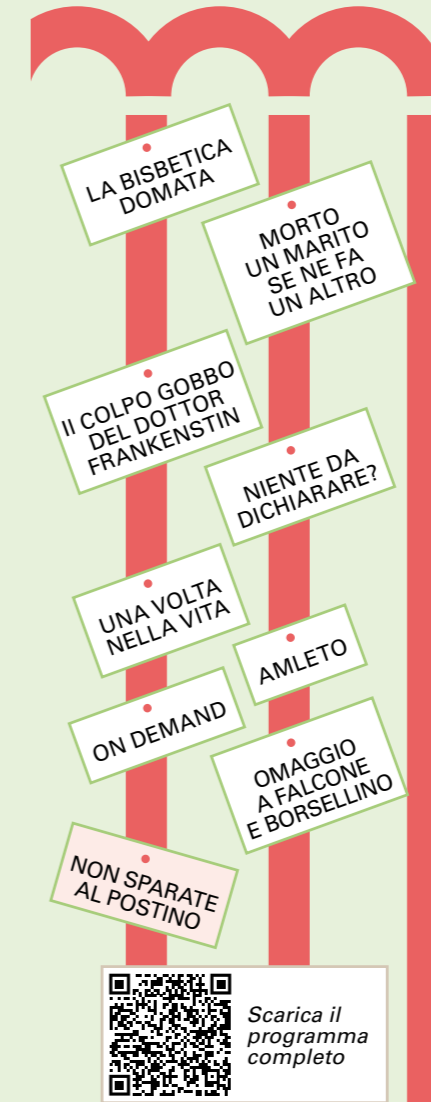 LA BISBETICA
DOMATA
MORTO
UN MARITO
SE NE FA
UN ALTRO
Il COLPO GOBBO
DEL DOTTOR
FRANKENSTIN
NIENTE DA
DICHIARARE?
UNA VOLTA
NELLA VITA
AMLETO
ON DEMAND
OMAGGIO
A FALCONE
E BORSELLINO
NON SPARATE
AL POSTINO
Scarica il
programma
completo